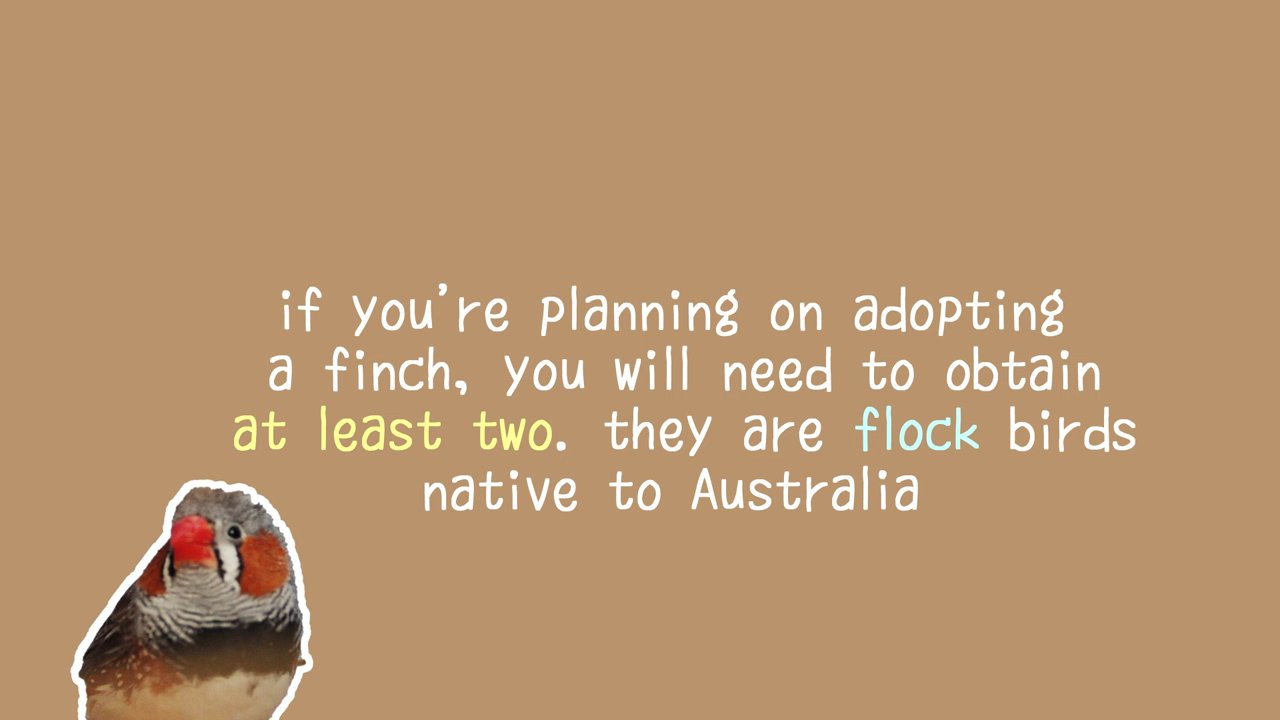 if you're planning on adopting
a finch, you will need to obtain
at least two. they are flock birds
native to Australia